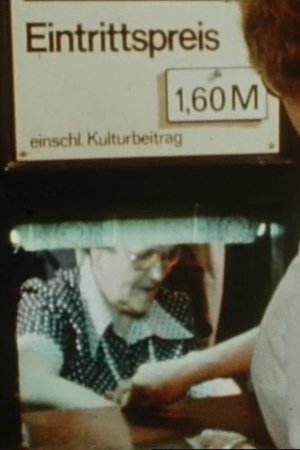 Eintrittspreis
1,60 M
einschl. Kulturbeitrag